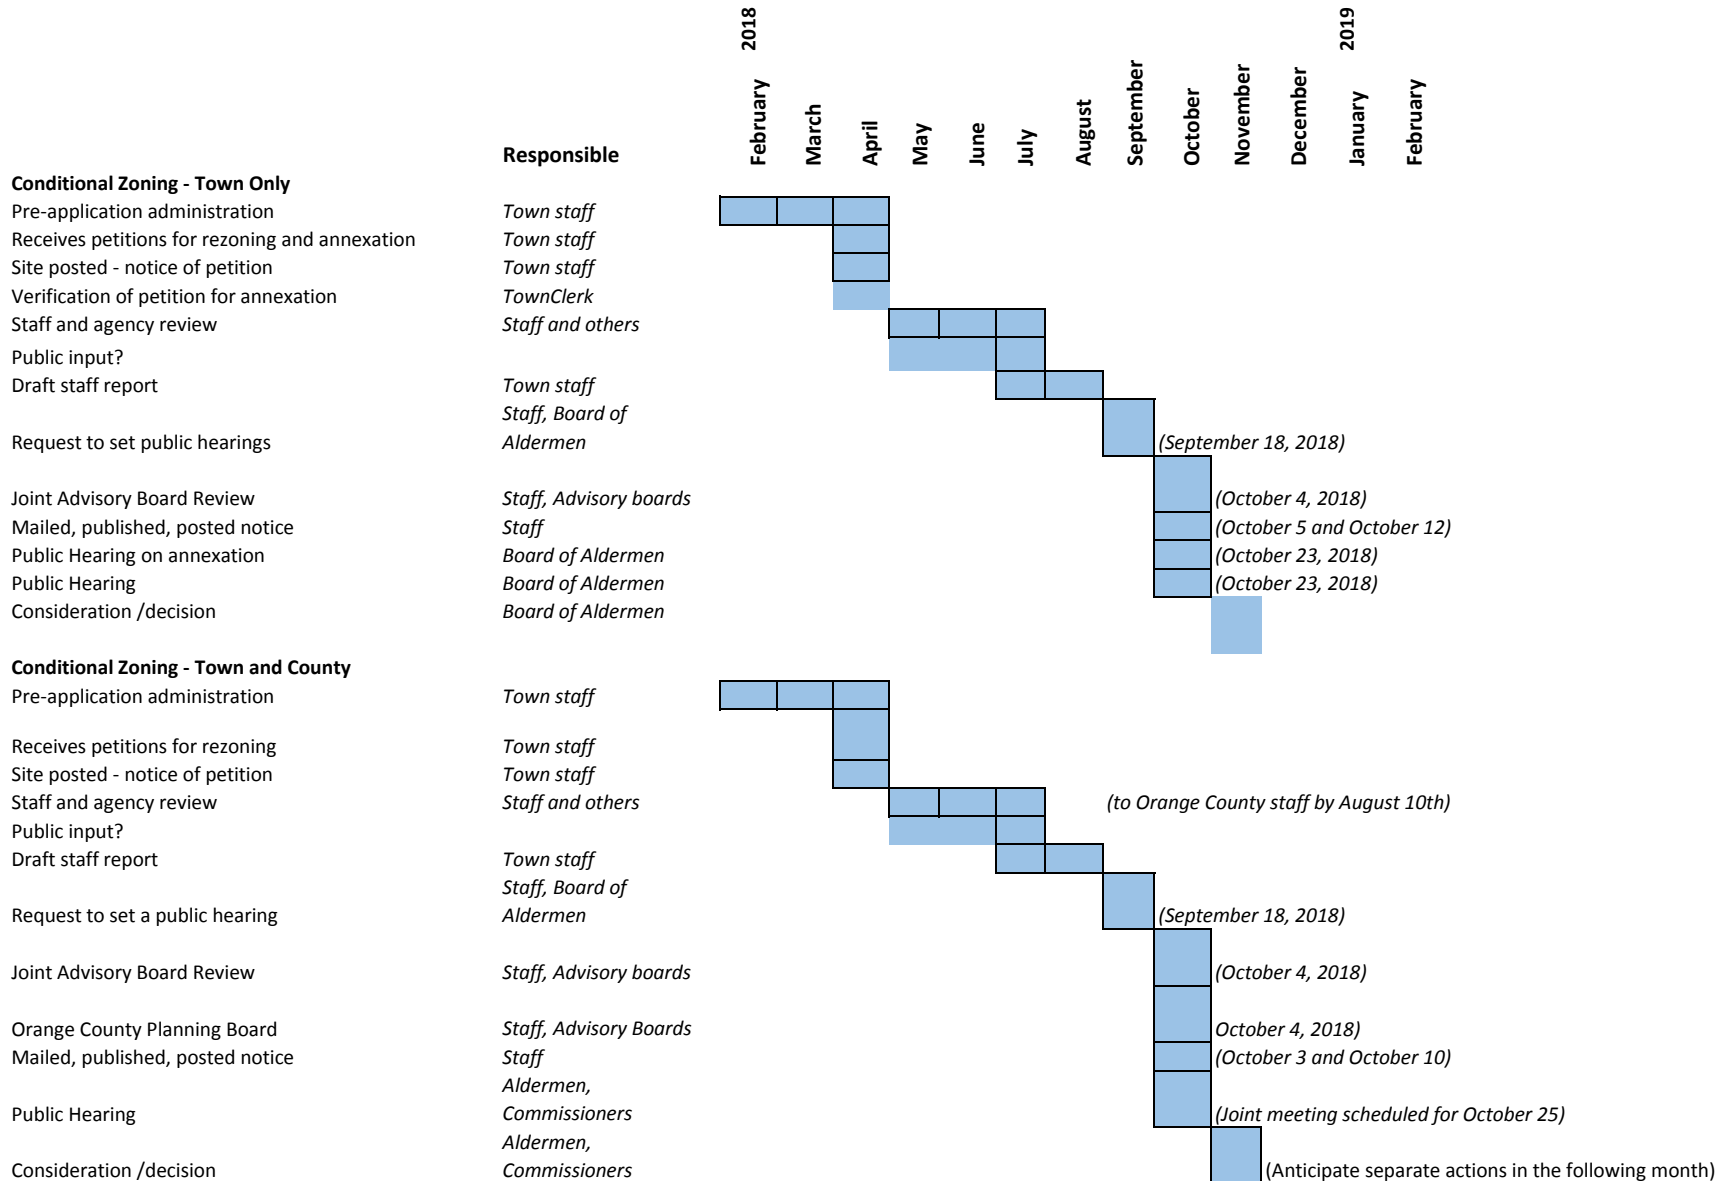 2018
2019
February
March
April
May
June
July
August
September
October
November
December
January
February
Responsible
Conditional Zoning - Town Only
Pre-application administration Town staff
Receives petitions for rezoning and annexation Town staff
Site posted - notice of petition Town staff
Verification of petition for annexation TownClerk
Staff and agency review Staff and others
Public input?
Draft staff report Town staff
Staff, Board of
Request to set public hearings Aldermen (September 18, 2018)
Joint Advisory Board Review Staff, Advisory boards (October 4, 2018)
Mailed, published, posted notice Staff (October 5 and October 12)
Public Hearing on annexation Board of Aldermen (October 23, 2018)
Public Hearing Board of Aldermen (October 23, 2018)
Consideration /decision Board of Aldermen
Conditional Zoning - Town and County
Pre-application administration Town staff
Receives petitions for rezoning Town staff
Site posted - notice of petition Town staff
Staff and agency review Staff and others (to Orange County staff by August 10th)
Public input?
Draft staff report Town staff
Staff, Board of
Request to set a public hearing Aldermen (September 18, 2018)
Joint Advisory Board Review Staff, Advisory boards (October 4, 2018)
Orange County Planning Board Staff, Advisory Boards October 4, 2018)
Mailed, published, posted notice Staff (October 3 and October 10)
Aldermen,
Public Hearing Commissioners (Joint meeting scheduled for October 25)
Aldermen,
Consideration /decision Commissioners (Anticipate separate actions in the following month)